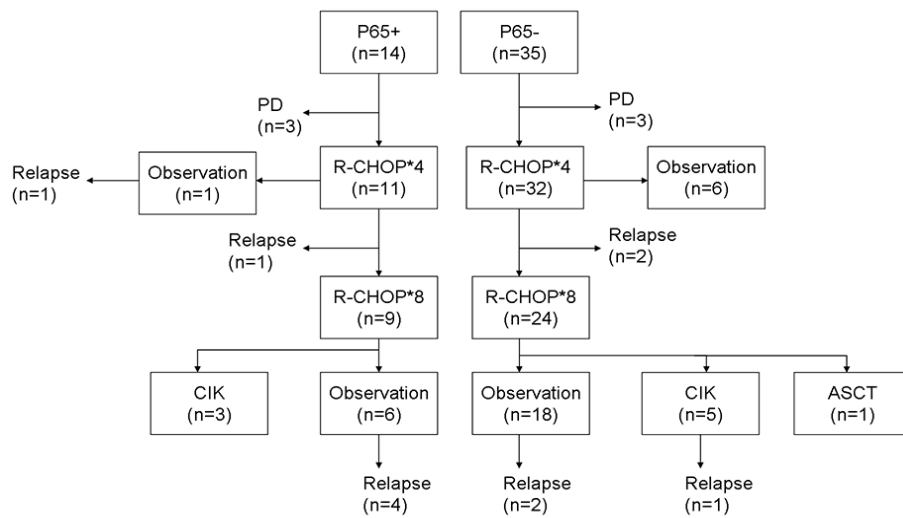 P65+
(n=14)
P65-
(n=35)
PD
(n=3)
PD
(n=3)
Relapse
(n=1)
Observation
(n=1)
R-CHOP*4
(n=11)
R-CHOP*4
(n=32)
Observation
(n=6)
Relapse
(n=1)
Relapse
(n=2)
R-CHOP*8
(n=9)
R-CHOP*8
(n=24)
CIK
(n=3)
Observation
(n=6)
Observation
(n=18)
CIK
(n=5)
ASCT
(n=1)
Relapse
(n=4)
Relapse
(n=2)
Relapse
(n=1)